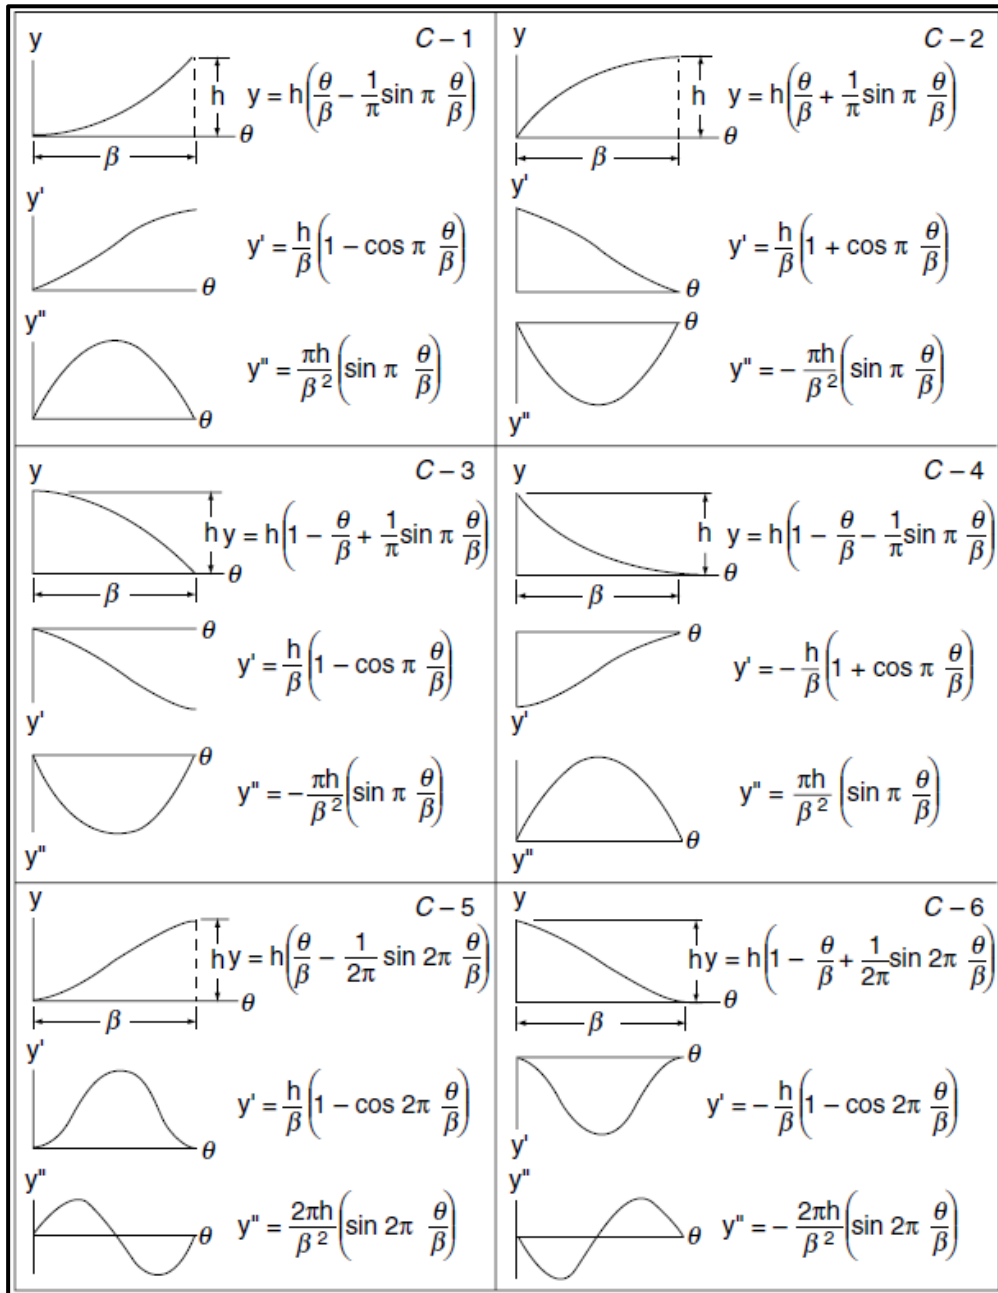 C – 1
y
h
y = h(θ/β − 1/π sin π θ/β)
θ
β
y'
y' = h/β (1 − cos π θ/β)
θ
y"
y" = πh/β² (sin π θ/β)
θ
C – 2
y
h
y = h(θ/β + 1/π sin π θ/β)
θ
β
y'
y' = h/β (1 + cos π θ/β)
θ
θ
y" = − πh/β² (sin π θ/β)
y"
C – 3
y
h
y = h(1 − θ/β + 1/π sin π θ/β)
θ
β
θ
y' = h/β (1 − cos π θ/β)
y'
θ
y" = − πh/β² (sin π θ/β)
y"
C – 4
y
h
y = h(1 − θ/β − 1/π sin π θ/β)
θ
β
θ
y' = − h/β (1 + cos π θ/β)
y'
y" = πh/β² (sin π θ/β)
θ
y"
C – 5
y
h
y = h(θ/β − 1/2π sin 2π θ/β)
θ
β
y'
y' = h/β (1 − cos 2π θ/β)
θ
y"
y" = 2πh/β² (sin 2π θ/β)
θ
C – 6
y
h
y = h(1 − θ/β + 1/2π sin 2π θ/β)
θ
β
θ
y' = − h/β (1 − cos 2π θ/β)
y'
y"
y" = − 2πh/β² (sin 2π θ/β)
θ